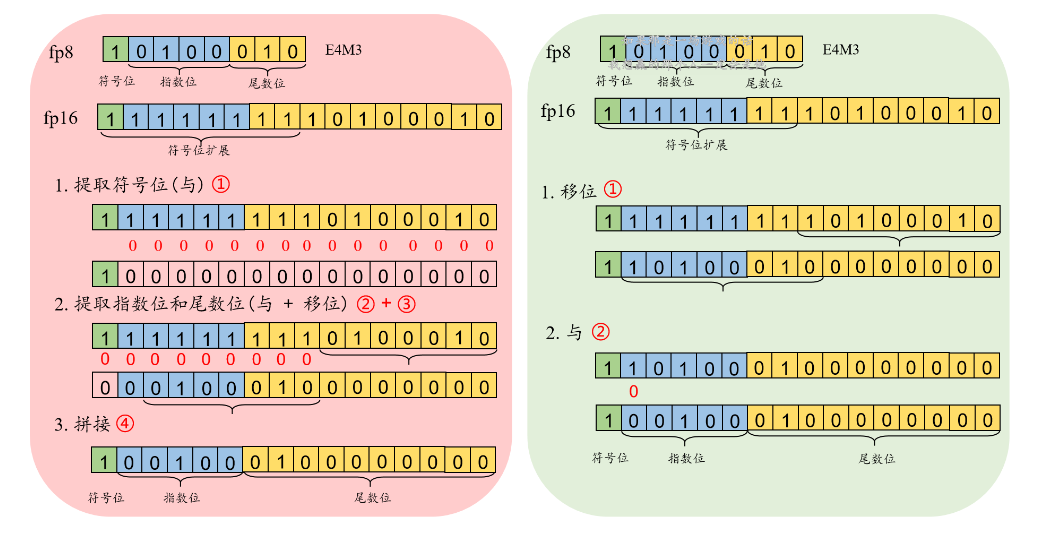 fp8 1 0 1 0 0 0 1 0 E4M3
符号位 指数位 尾数位
fp16 1 1 1 1 1 1 1 1 1 0 1 0 0 0 1 0
符号位扩展
1. 提取符号位(与) ①
1 1 1 1 1 1 1 1 1 0 1 0 0 0 1 0
0 0 0 0 0 0 0 0 0 0 0 0 0 0 0
1 0 0 0 0 0 0 0 0 0 0 0 0 0 0 0
2. 提取指数位和尾数位(与 + 移位) ② + ③
1 1 1 1 1 1 1 1 1 0 1 0 0 0 1 0
0 0 0 0 0 0 0 0 0
0 0 0 1 0 0 0 1 0 0 0 0 0 0 0 0
3. 拼接 ④
1 0 0 1 0 0 0 1 0 0 0 0 0 0 0 0
符号位 指数位 尾数位
fp8 1 0 1 0 0 0 1 0 E4M3
符号位 指数位 尾数位
fp16 1 1 1 1 1 1 1 1 1 0 1 0 0 0 1 0
符号位扩展
1. 移位 ①
1 1 1 1 1 1 1 1 1 0 1 0 0 0 1 0
1 1 0 1 0 0 0 1 0 0 0 0 0 0 0 0
2. 与 ②
1 1 0 1 0 0 0 1 0 0 0 0 0 0 0 0
0
1 0 0 1 0 0 0 1 0 0 0 0 0 0 0 0
符号位 指数位 尾数位